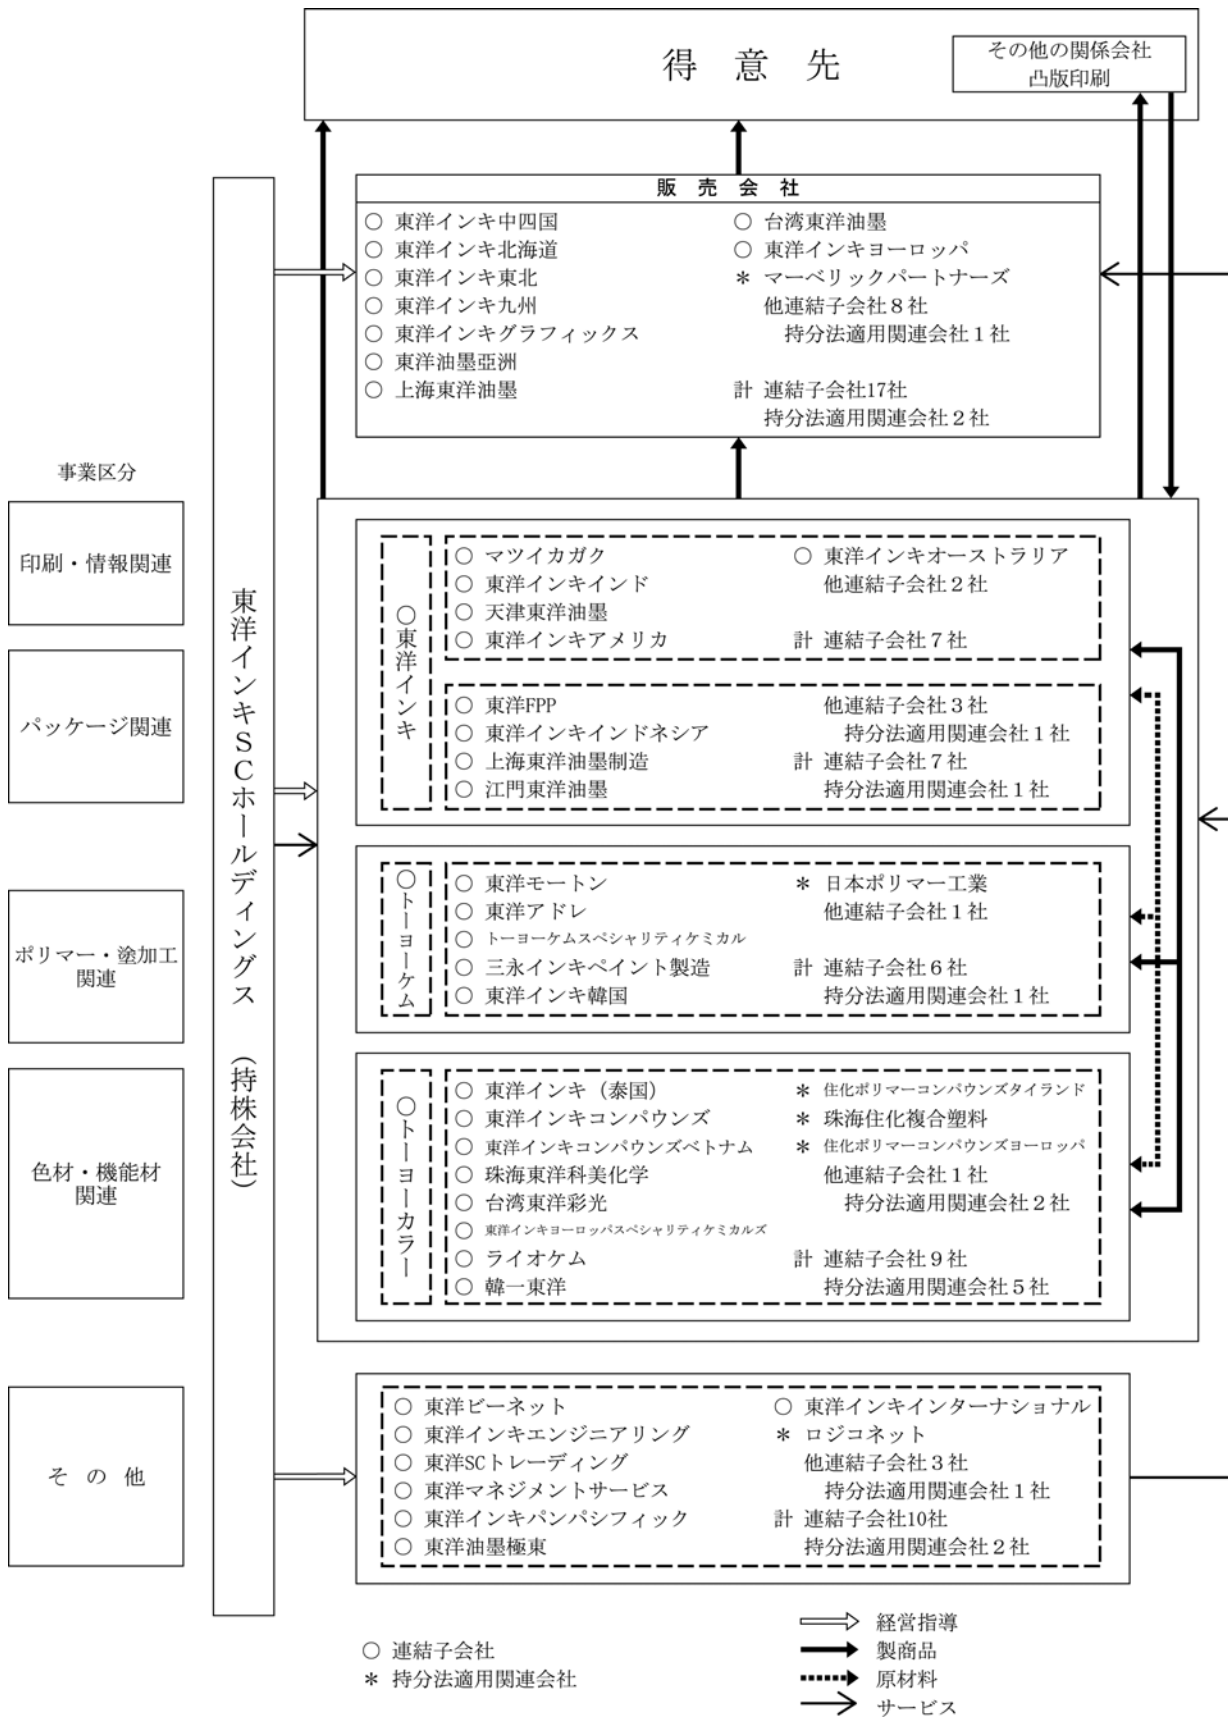 得意先
その他の関係会社
凸版印刷
販売会社
○ 東洋インキ中四国
○ 東洋インキ北海道
○ 東洋インキ東北
○ 東洋インキ九州
○ 東洋インキグラフィックス
○ 東洋油墨亞洲
○ 上海東洋油墨
○ 台湾東洋油墨
○ 東洋インキヨーロッパ
＊ マーベリックパートナーズ
他連結子会社８社
持分法適用関連会社１社
計 連結子会社17社
持分法適用関連会社２社
事業区分
印刷・情報関連
パッケージ関連
ポリマー・塗加工
関連
色材・機能材
関連
その他
東洋インキＳＣホールディングス（持株会社）
○東洋インキ
○ マツイカガク
○ 東洋インキインド
○ 天津東洋油墨
○ 東洋インキアメリカ
○ 東洋インキオーストラリア
他連結子会社２社
計 連結子会社７社
○ 東洋FPP
○ 東洋インキインドネシア
○ 上海東洋油墨制造
○ 江門東洋油墨
他連結子会社３社
持分法適用関連会社１社
計 連結子会社７社
持分法適用関連会社１社
○トーヨーケム
○ 東洋モートン
○ 東洋アドレ
○ トーヨーケムスペシャリティケミカル
○ 三永インキペイント製造
○ 東洋インキ韓国
＊ 日本ポリマー工業
他連結子会社１社
計 連結子会社６社
持分法適用関連会社１社
○トーヨーカラー
○ 東洋インキ（泰国）
○ 東洋インキコンパウンズ
○ 東洋インキコンパウンズベトナム
○ 珠海東洋科美化学
○ 台湾東洋彩光
○ 東洋インキヨーロッパスペシャリティケミカルズ
○ ライオケム
○ 韓一東洋
＊ 住化ポリマーコンパウンズタイランド
＊ 珠海住化複合塑料
＊ 住化ポリマーコンパウンズヨーロッパ
他連結子会社１社
持分法適用関連会社２社
計 連結子会社９社
持分法適用関連会社５社
○ 東洋ビーネット
○ 東洋インキエンジニアリング
○ 東洋SCトレーディング
○ 東洋マネジメントサービス
○ 東洋インキパンパシフィック
○ 東洋油墨極東
○ 東洋インキインターナショナル
＊ ロジコネット
他連結子会社３社
持分法適用関連会社１社
計 連結子会社10社
持分法適用関連会社２社
○ 連結子会社
＊ 持分法適用関連会社
経営指導
製商品
原材料
サービス